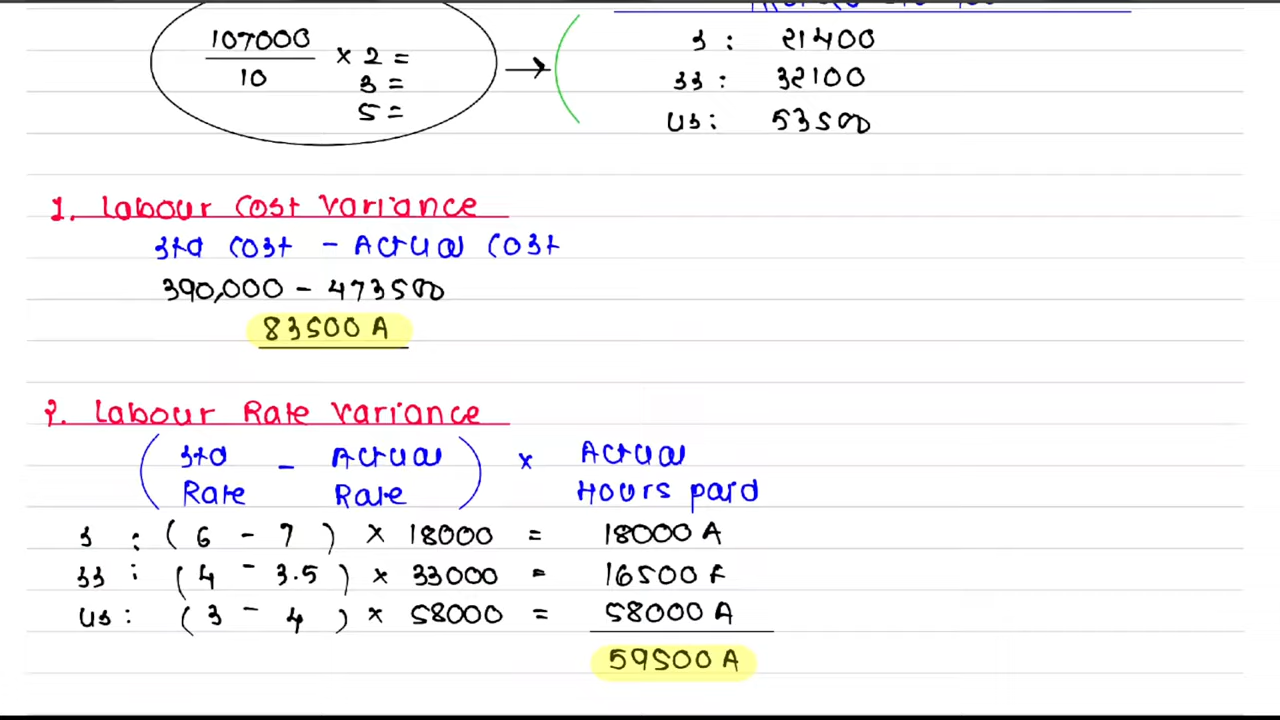 107000
10
× 2 =
3 =
5 =
S : 21400
SS : 32100
US : 53500
1. Labour Cost Variance
Std Cost - Actual Cost
390,000 - 473500
83500 A
2. Labour Rate Variance
( Std Rate - Actual Rate ) × Actual Hours paid
S : ( 6 - 7 ) × 18000 = 18000 A
SS : ( 4 - 3.5 ) × 33000 = 16500 F
US : ( 3 - 4 ) × 58000 = 58000 A
59500 A